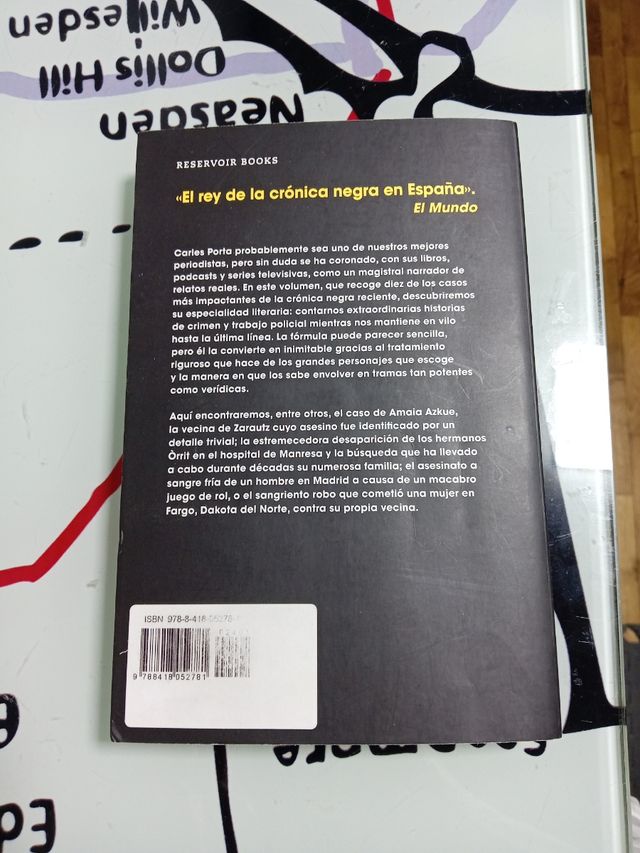 Willesden
Dollis Hill
Neasden
RESERVOIR BOOKS
«El rey de la crónica negra en España».
El Mundo
Carles Porta probablemente sea uno de nuestros mejores
periodistas, pero sin duda se ha coronado, con sus libros,
podcasts y series televisivas, como un magistral narrador de
relatos reales. En este volumen, que recoge diez de los casos
más impactantes de la crónica negra reciente, descubriremos
su especialidad literaria: contarnos extraordinarias historias
de crimen y trabajo policial mientras nos mantiene en vilo
hasta la última línea. La fórmula puede parecer sencilla,
pero él la convierte en inimitable gracias al tratamiento
riguroso que hace de los grandes personajes que escoge
y la manera en que los sabe envolver en tramas tan potentes
como verídicas.
Aquí encontraremos, entre otros, el caso de Amaia Azkue,
la vecina de Zarautz cuyo asesino fue identificado por un
detalle trivial; la estremecedora desaparición de los hermanos
Òrrit en el hospital de Manresa y la búsqueda que ha llevado
a cabo durante décadas su numerosa familia; el asesinato a
sangre fría de un hombre en Madrid a causa de un macabro
juego de rol, o el sangriento robo que cometió una mujer en
Fargo, Dakota del Norte, contra su propia vecina.
ISBN 978-8-418-05278-
9 788418 052781
Ed